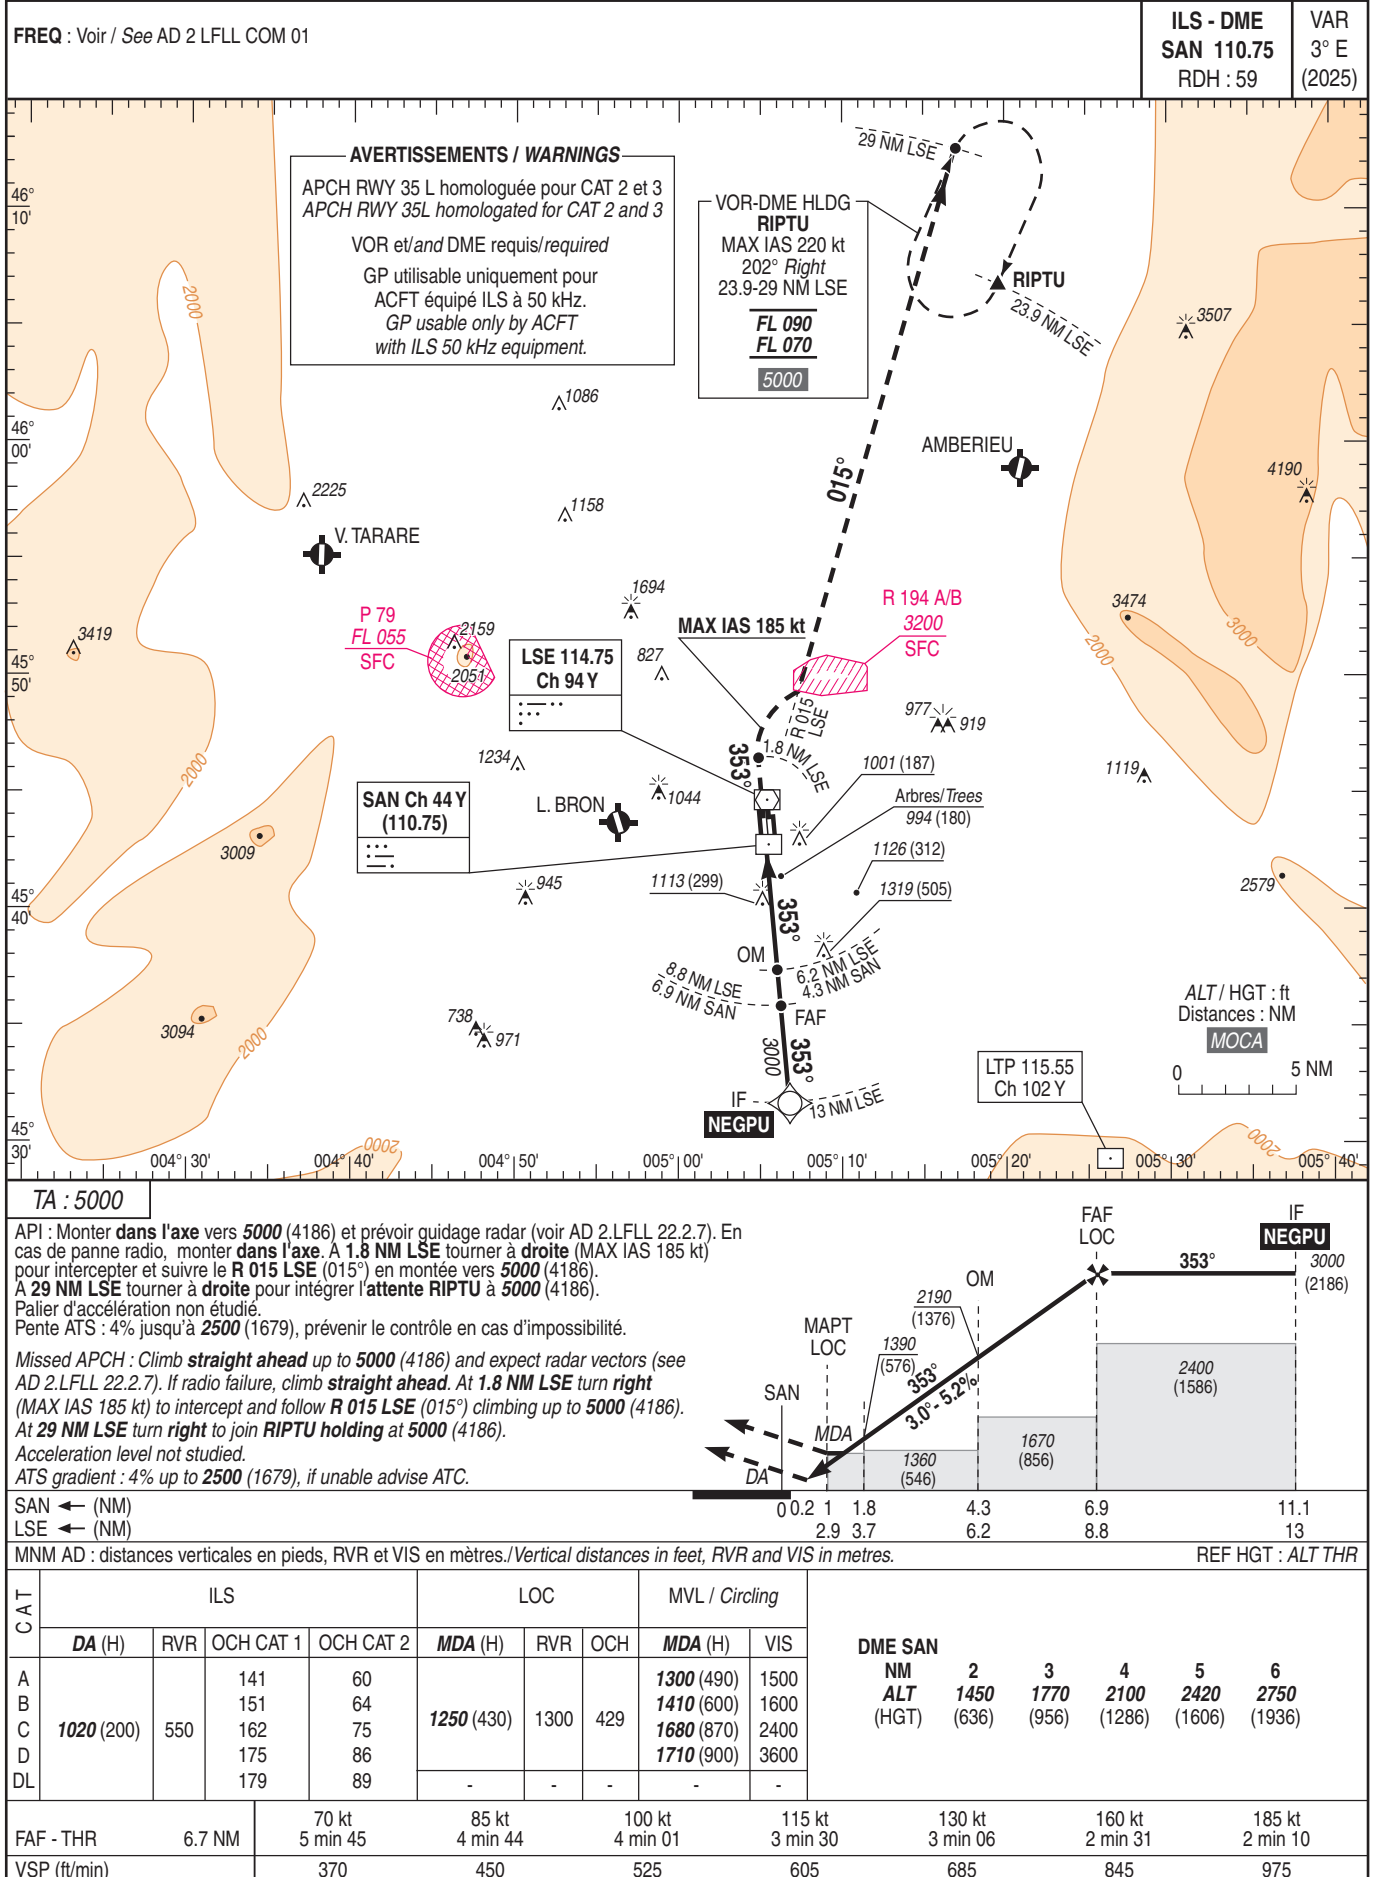 FREQ : Voir / See AD 2 LFLL COM 01
ILS - DME
SAN 110.75
RDH : 59
VAR
3° E
(2025)
AVERTISSEMENTS / WARNINGS
APCH RWY 35 L homologuée pour CAT 2 et 3
APCH RWY 35L homologated for CAT 2 and 3
VOR et/and DME requis/required
GP utilisable uniquement pour
ACFT équipé ILS à 50 kHz.
GP usable only by ACFT
with ILS 50 kHz equipment.
VOR-DME HLDG
RIPTU
MAX IAS 220 kt
202° Right
23.9-29 NM LSE
FL 090
FL 070
5000
29 NM LSE
RIPTU
23.9 NM LSE
46°
10'
2000
3507
1086
46°
00'
AMBERIEU
015°
4190
2225
1158
V. TARARE
1694
R 194 A/B
3200
SFC
3474
3000
2000
P 79
FL 055
SFC
2159
2051
MAX IAS 185 kt
3419
827
LSE 114.75
Ch 94 Y
45°
50'
R 015
LSE
977
919
2000
1234
353°
1.8 NM LSE
1001 (187)
1119
SAN Ch 44 Y
(110.75)
1044
L. BRON
Arbres/Trees
994 (180)
3009
1126 (312)
945
1113 (299)
1319 (505)
2579
45°
40'
353°
OM
6.2 NM LSE
4.3 NM SAN
8.8 NM LSE
6.9 NM SAN
FAF
ALT / HGT : ft
Distances : NM
MOCA
0
5 NM
3094
2000
738
971
3000
353°
LTP 115.55
Ch 102 Y
IF
NEGPU
13 NM LSE
45°
30'
2000
2000
004° 30'
004° 40'
004° 50'
005° 00'
005° 10'
005° 20'
005° 30'
005° 40'
TA : 5000
API : Monter dans l'axe vers 5000 (4186) et prévoir guidage radar (voir AD 2.LFLL 22.2.7). En
cas de panne radio, monter dans l'axe. A 1.8 NM LSE tourner à droite (MAX IAS 185 kt)
pour intercepter et suivre le R 015 LSE (015°) en montée vers 5000 (4186).
A 29 NM LSE tourner à droite pour intégrer l'attente RIPTU à 5000 (4186).
Palier d'accélération non étudié.
Pente ATS : 4% jusqu'à 2500 (1679), prévenir le contrôle en cas d'impossibilité.
Missed APCH : Climb straight ahead up to 5000 (4186) and expect radar vectors (see
AD 2.LFLL 22.2.7). If radio failure, climb straight ahead. At 1.8 NM LSE turn right
(MAX IAS 185 kt) to intercept and follow R 015 LSE (015°) climbing up to 5000 (4186).
At 29 NM LSE turn right to join RIPTU holding at 5000 (4186).
Acceleration level not studied.
ATS gradient : 4% up to 2500 (1679), if unable advise ATC.
FAF
LOC
IF
NEGPU
353°
3000
(2186)
OM
2190
(1376)
MAPT
LOC
1390
(576)
353°
3.0°- 5.2%
2400
(1586)
SAN
MDA
DA
1360
(546)
1670
(856)
SAN ← (NM) 0 0.2 1 1.8 4.3 6.9 11.1
LSE ← (NM) 2.9 3.7 6.2 8.8 13
MNM AD : distances verticales en pieds, RVR et VIS en mètres./Vertical distances in feet, RVR and VIS in metres. REF HGT : ALT THR
CAT ILS LOC MVL / Circling
DA (H) RVR OCH CAT 1 OCH CAT 2 MDA (H) RVR OCH MDA (H) VIS
A 141 60 1300 (490) 1500
B 151 64 1410 (600) 1600
1020 (200) 550 1250 (430) 1300 429
C 162 75 1680 (870) 2400
D 175 86 1710 (900) 3600
DL 179 89 - - - - -
DME SAN
NM 2 3 4 5 6
ALT 1450 1770 2100 2420 2750
(HGT) (636) (956) (1286) (1606) (1936)
70 kt 85 kt 100 kt 115 kt 130 kt 160 kt 185 kt
FAF - THR 6.7 NM 5 min 45 4 min 44 4 min 01 3 min 30 3 min 06 2 min 31 2 min 10
VSP (ft/min) 370 450 525 605 685 845 975